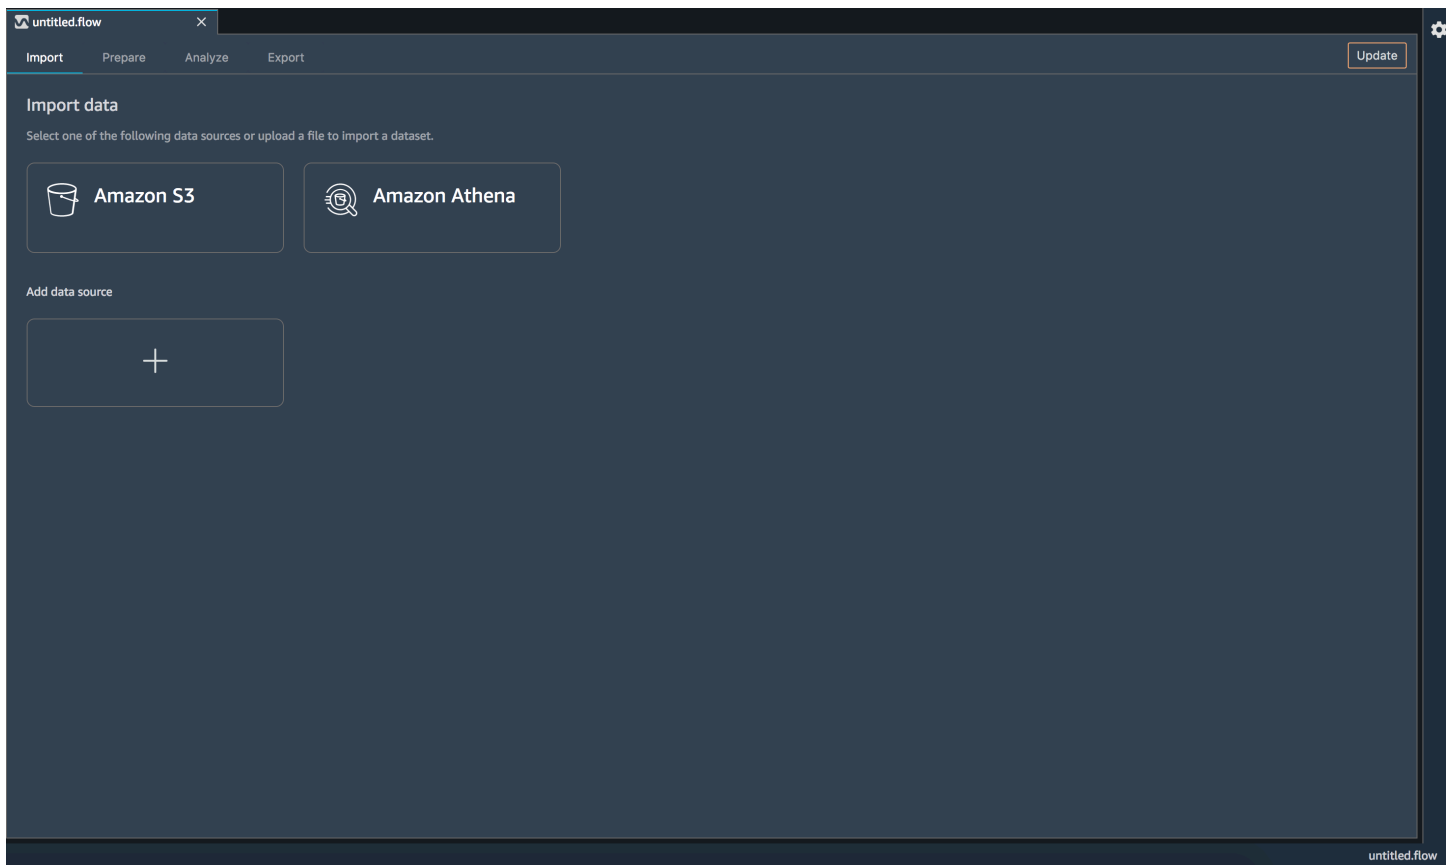 untitled.flow
Import Prepare Analyze Export Update
Import data
Select one of the following data sources or upload a file to import a dataset.
Amazon S3 Amazon Athena
Add data source
untitled.flow